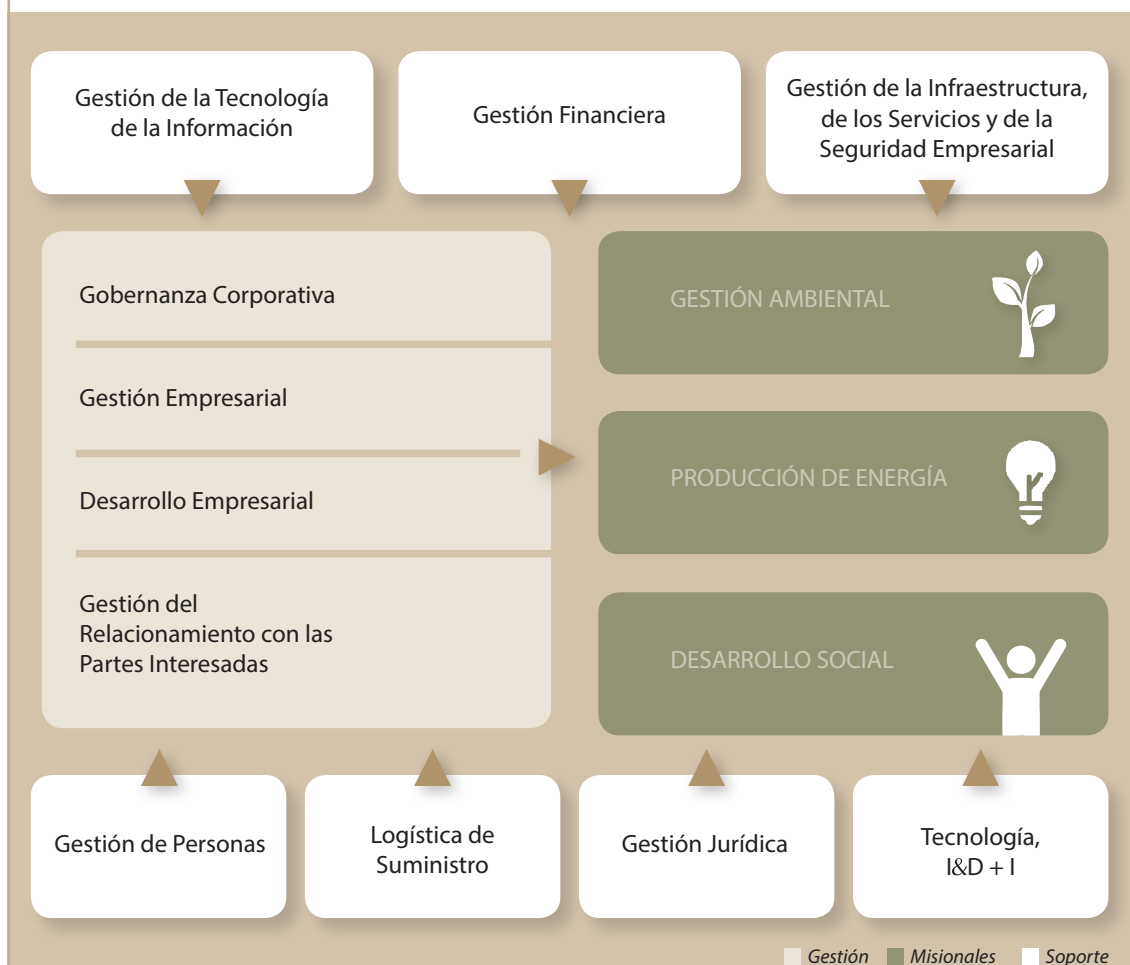 Gestión de la Tecnología
de la Información
Gestión Financiera
Gestión de la Infraestructura,
de los Servicios y de la
Seguridad Empresarial
Gobernanza Corporativa
Gestión Empresarial
Desarrollo Empresarial
Gestión del
Relacionamiento con las
Partes Interesadas
GESTIÓN AMBIENTAL
PRODUCCIÓN DE ENERGÍA
DESARROLLO SOCIAL
Gestión de Personas
Logística de
Suministro
Gestión Jurídica
Tecnología,
I&D + I
Gestión
Misionales
Soporte